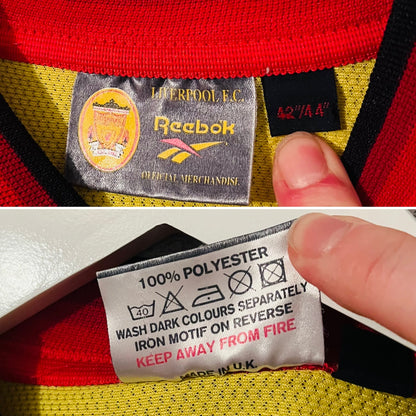 LIVERPOOL F.C.
Reebok
OFFICIAL MERCHANDISE
42"/44"
100% POLYESTER
40
WASH DARK COLOURS SEPARATELY
IRON MOTIF ON REVERSE
KEEP AWAY FROM FIRE
MADE IN U.K.